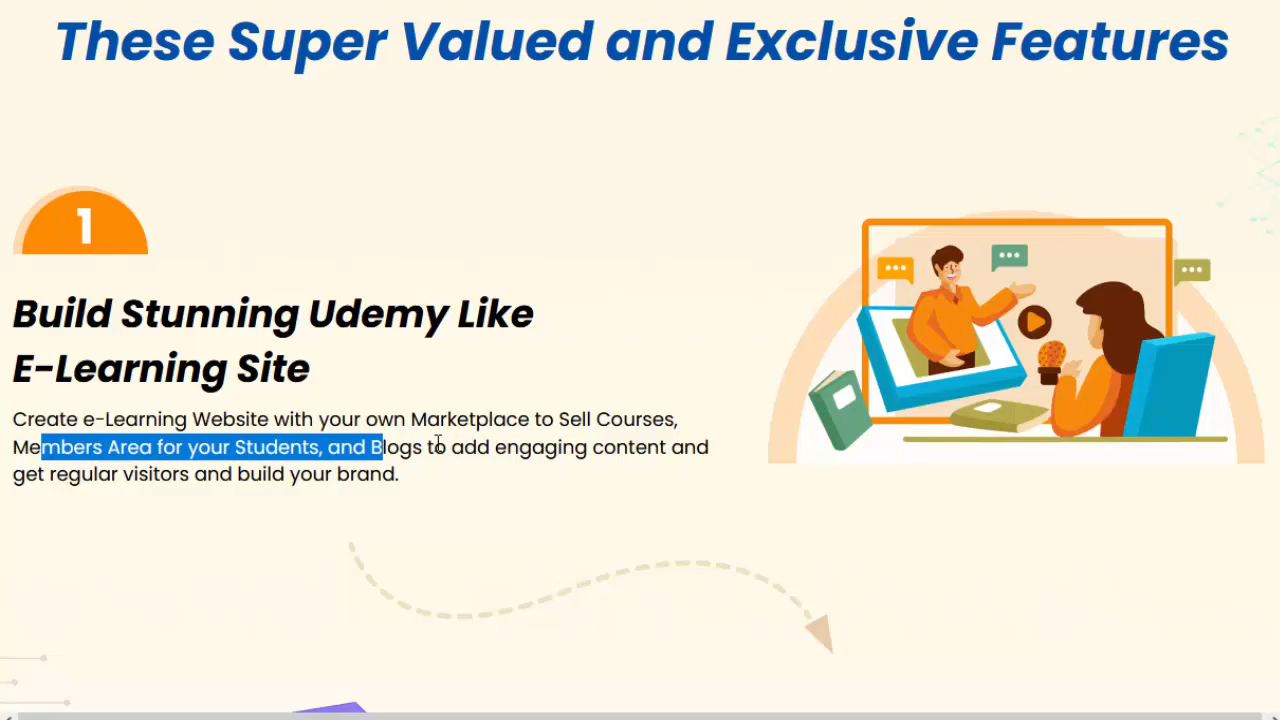 These Super Valued and Exclusive Features
1
Build Stunning Udemy Like
E-Learning Site
Create e-Learning Website with your own Marketplace to Sell Courses,
Members Area for your Students, and Blogs to add engaging content and
get regular visitors and build your brand.